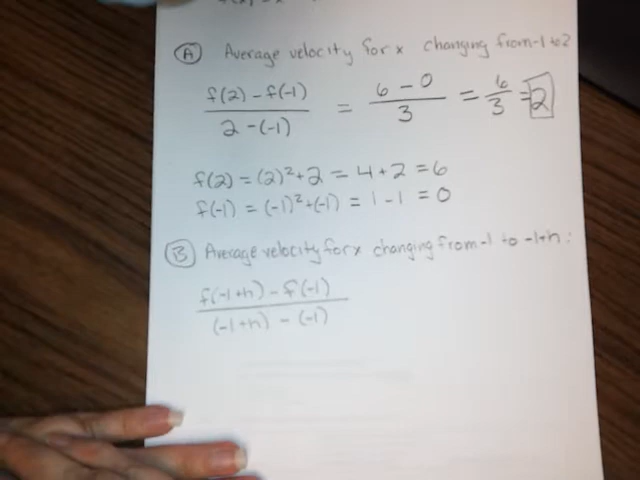 (A) Average velocity for x changing from -1 to 2
f(2) - f(-1) / 2 - (-1) = 6 - 0 / 3 = 6/3 = 2
f(2) = (2)² + 2 = 4 + 2 = 6
f(-1) = (-1)² + (-1) = 1 - 1 = 0
(B) Average velocity for x changing from -1 to -1+h:
f(-1+h) - f(-1) / (-1+h) - (-1)